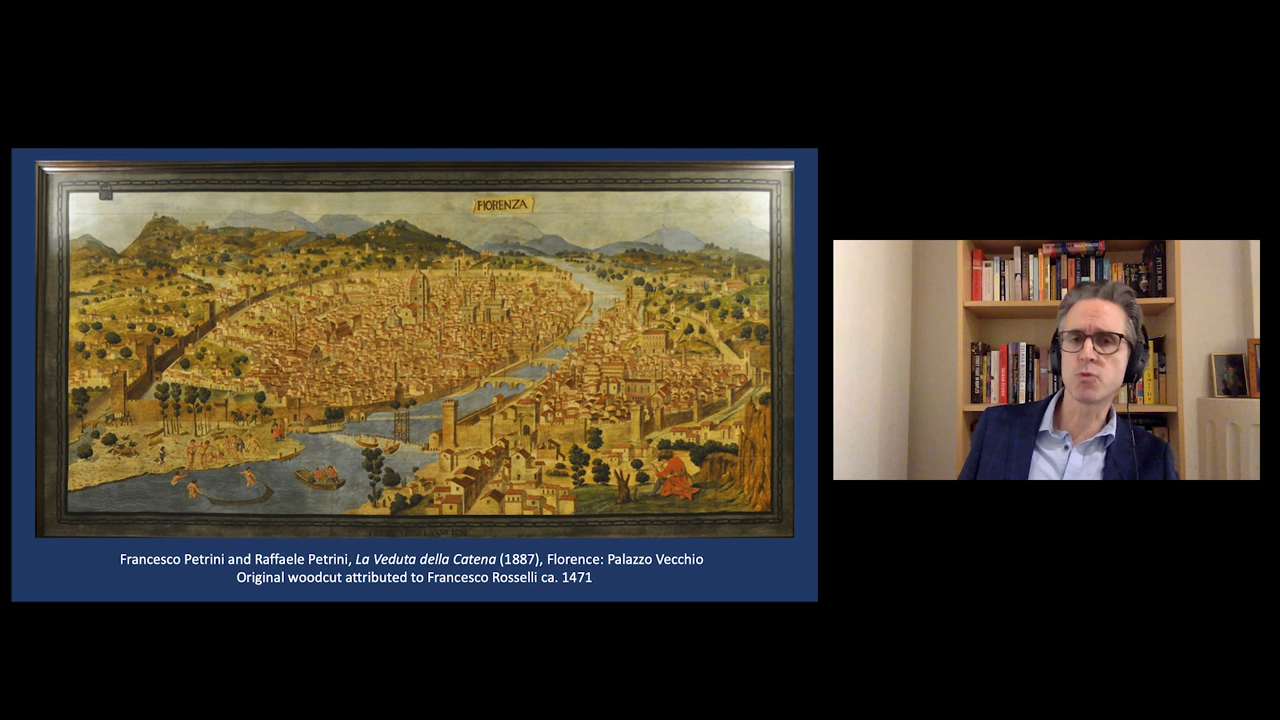 FIORENZA
Francesco Petrini and Raffaele Petrini, La Veduta della Catena (1887), Florence: Palazzo Vecchio
Original woodcut attributed to Francesco Rosselli ca. 1471